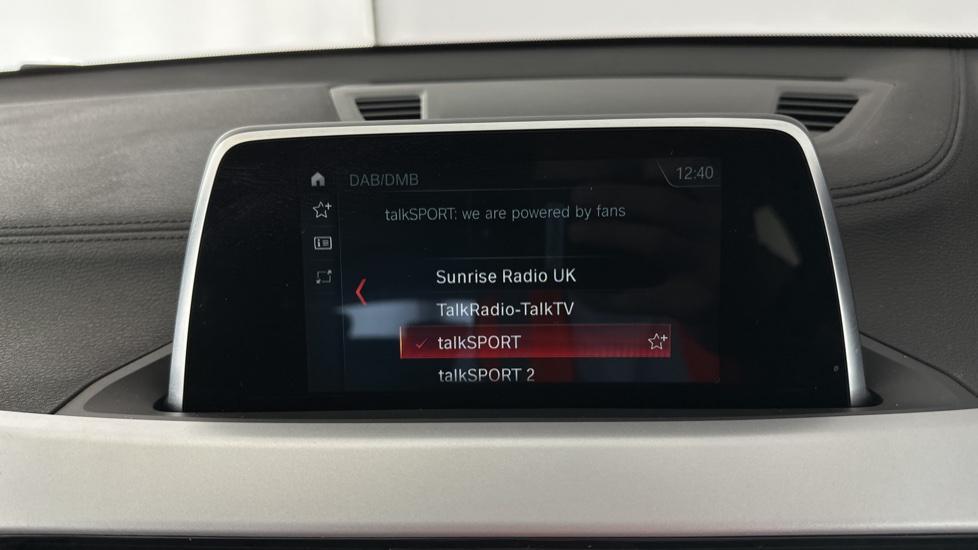 DAB/DMB
12:40
talkSPORT: we are powered by fans
Sunrise Radio UK
TalkRadio-TalkTV
talkSPORT
talkSPORT 2